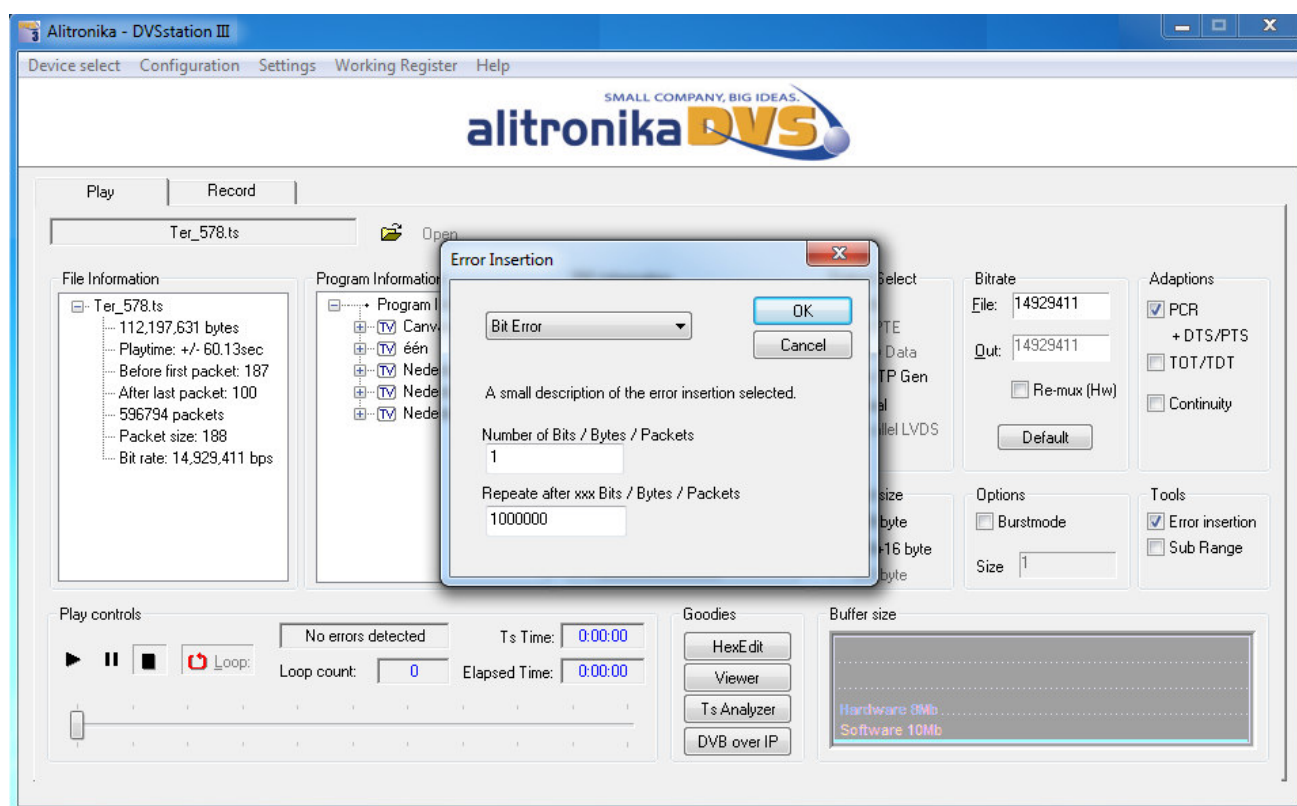 Alitronika - DVSstation III
Device select Configuration Settings Working Register Help
SMALL COMPANY, BIG IDEAS.
alitronika DVS
Play Record
Ter_578.ts
Open
File Information
Ter_578.ts
112,197,631 bytes
Playtime: +/- 60.13sec
Before first packet: 187
After last packet: 100
596794 packets
Packet size: 188
Bit rate: 14,929,411 bps
Program Information
Program I
Canv
één
Nede
Nede
Nede
Error Insertion
Bit Error
OK
Cancel
A small description of the error insertion selected.
Number of Bits / Bytes / Packets
1
Repeate after xxx Bits / Bytes / Packets
1000000
Select
Data
TP Gen
LVDS
size
byte
+16 byte
byte
Bitrate
File: 14929411
Out: 14929411
Re-mux (Hw)
Default
Adaptions
PCR
+ DTS/PTS
TOT/TDT
Continuity
Options
Burstmode
Size 1
Tools
Error insertion
Sub Range
Play controls
Loop:
No errors detected
Loop count: 0
Ts Time: 0:00:00
Elapsed Time: 0:00:00
Goodies
HexEdit
Viewer
Ts Analyzer
DVB over IP
Buffer size
Hardware 8Mb
Software 10Mb